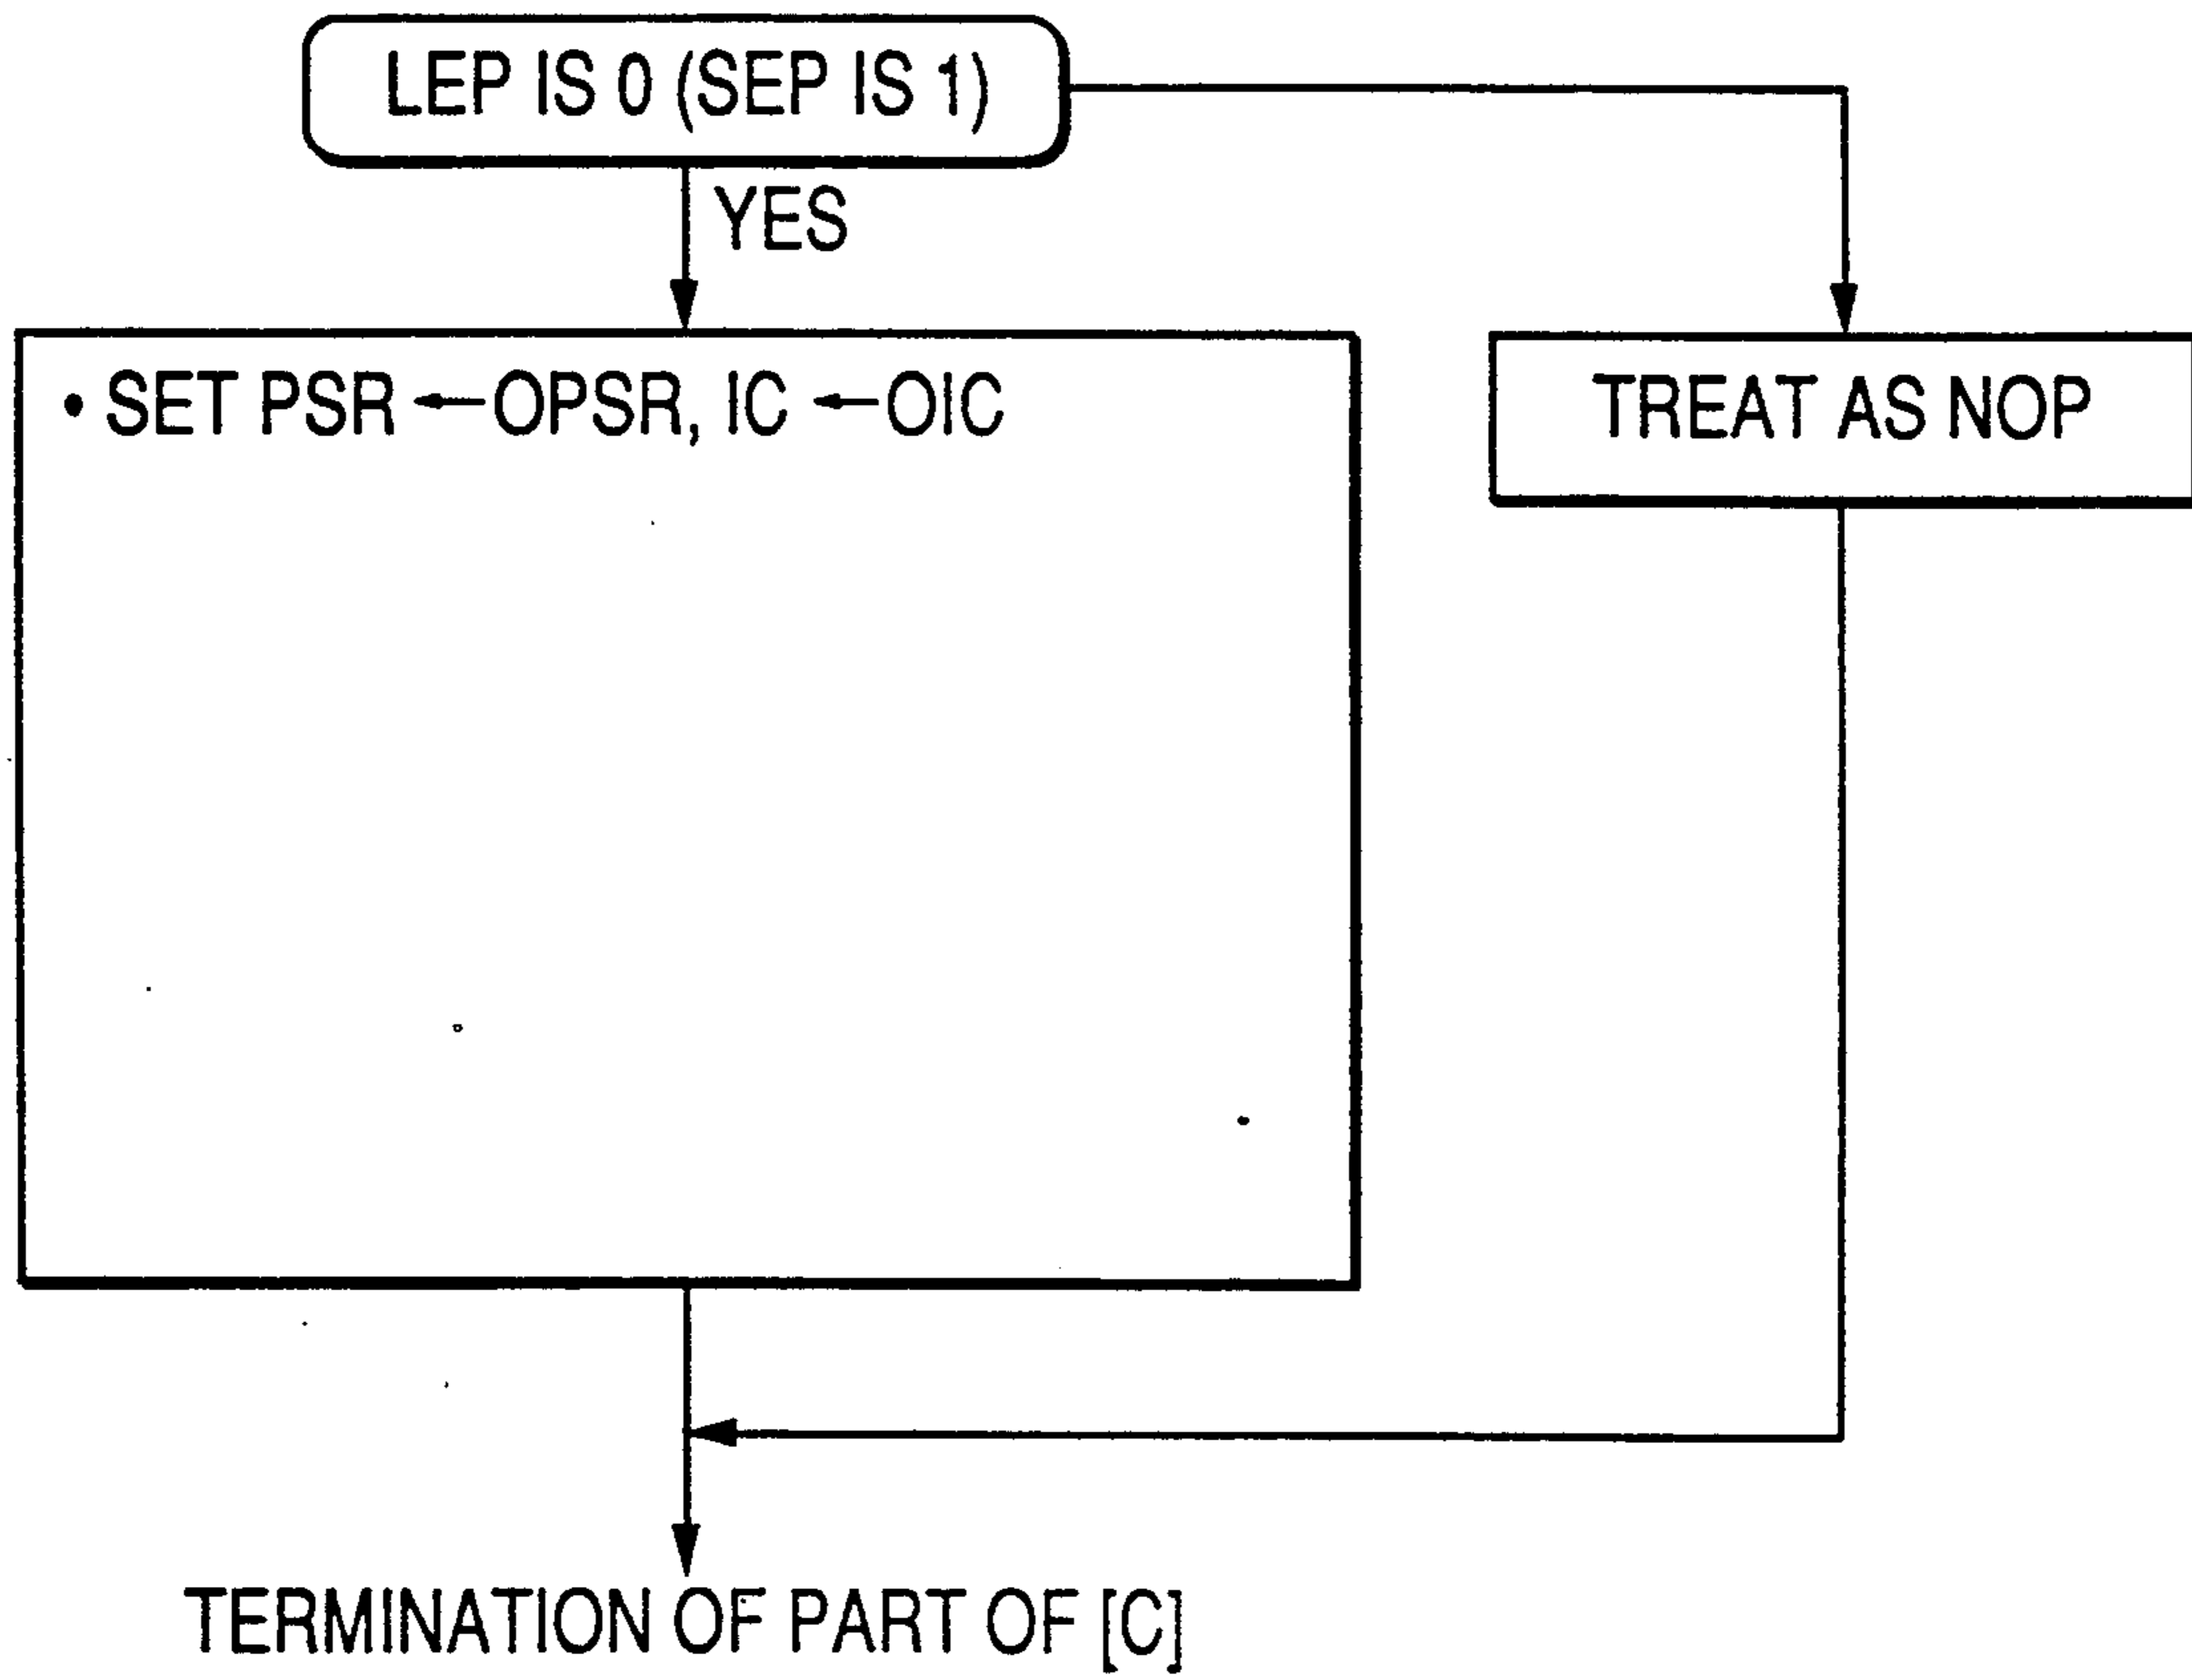 LEP IS 0 (SEP IS 1)
YES
• SET PSR ← OPSR, IC ← OIC
TREAT AS NOP
TERMINATION OF PART OF [C]